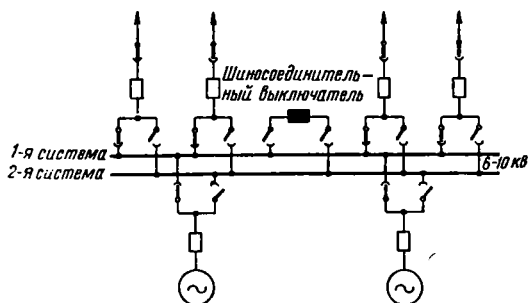 Шиносоединитель-
ный выключатель
1-я система
6-10 кв
2-я система